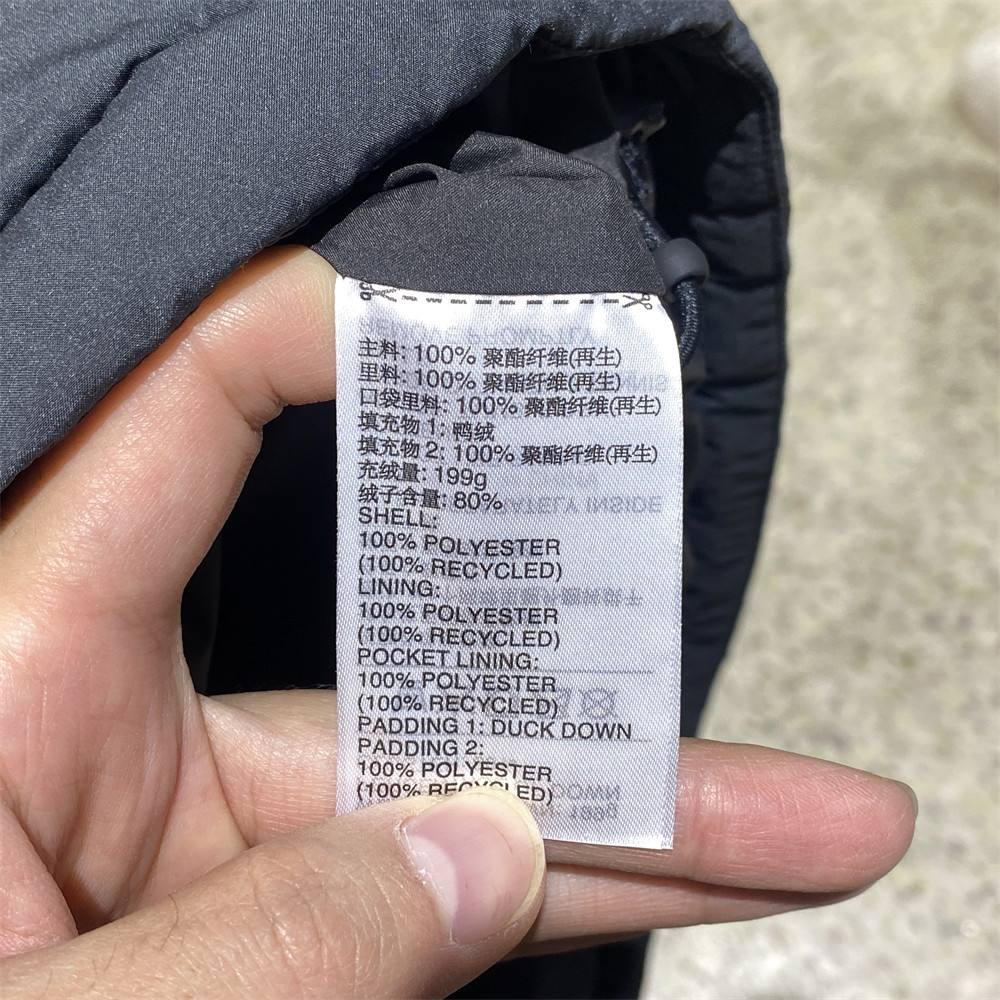 主料: 100% 聚酯纤维(再生)
里料: 100% 聚酯纤维(再生)
口袋里料: 100% 聚酯纤维(再生)
填充物 1: 鸭绒
填充物 2: 100% 聚酯纤维(再生)
充绒量: 199g
绒子含量: 80%
SHELL:
100% POLYESTER
(100% RECYCLED)
LINING:
100% POLYESTER
(100% RECYCLED)
POCKET LINING:
100% POLYESTER
(100% RECYCLED)
PADDING 1: DUCK DOWN
PADDING 2:
100% POLYESTER
(100% RECYCLED)